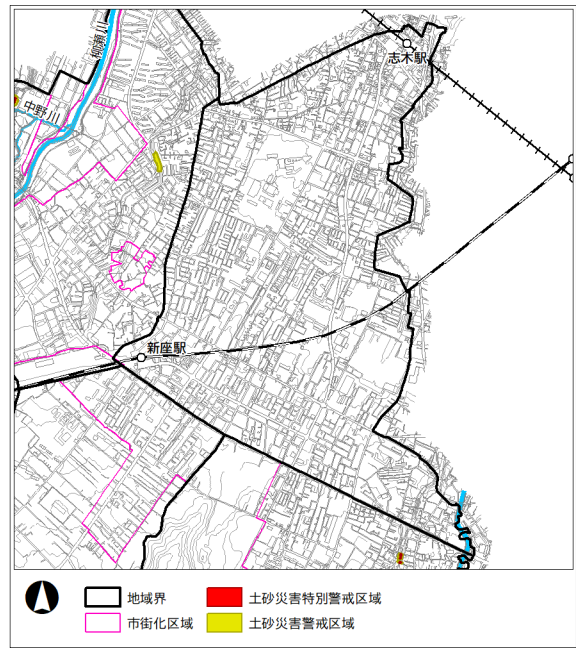 志木駅
柳瀬川
中野川
新座駅
地域界
土砂災害特別警戒区域
市街化区域
土砂災害警戒区域